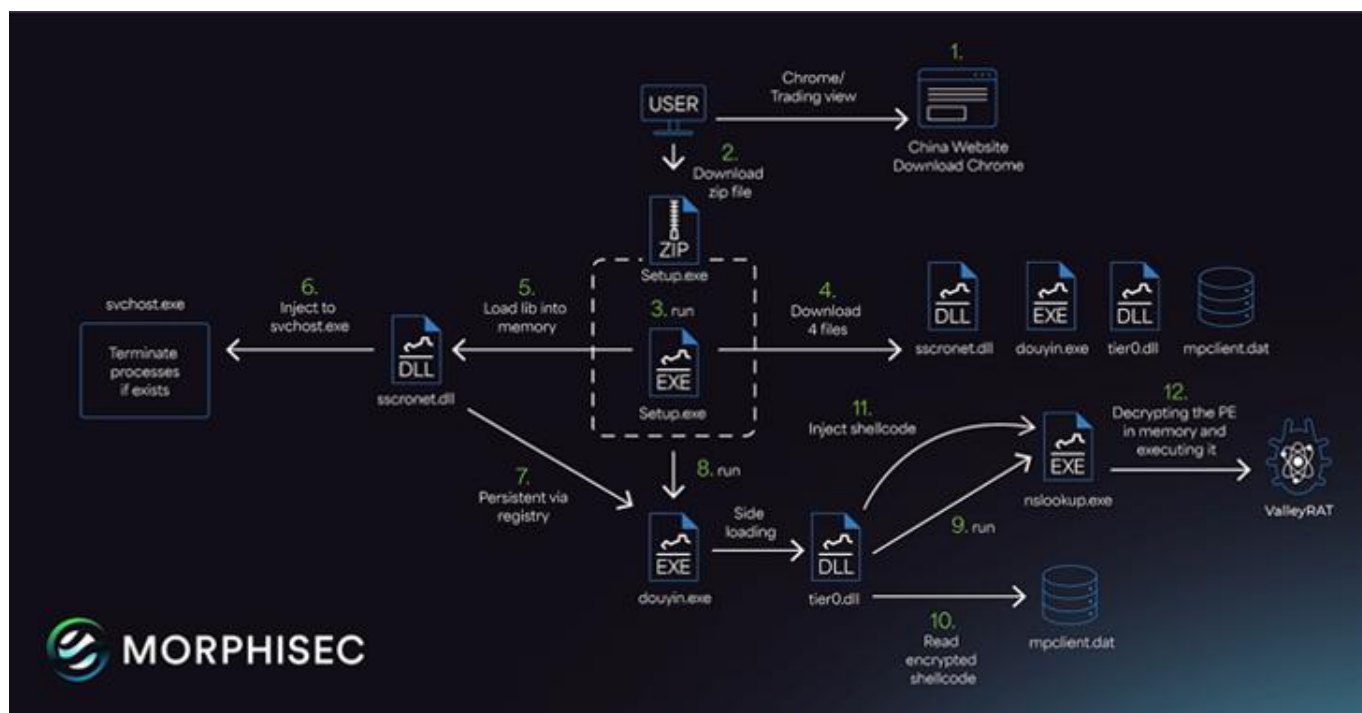 1.
Chrome/
Trading view
USER
China Website
Download Chrome
2.
Download
zip file
ZIP
Setup.exe
3. run
EXE
Setup.exe
4.
Download
4 files
DLL
sscronet.dll
EXE
douyin.exe
DLL
tier0.dll
mpclient.dat
5.
Load lib into
memory
DLL
sscronet.dll
6.
Inject to
svchost.exe
svchost.exe
Terminate
processes
if exists
7.
Persistent via
registry
8. run
EXE
douyin.exe
Side
loading
DLL
tier0.dll
9. run
10.
Read
encrypted
shellcode
mpclient.dat
11.
Inject shellcode
EXE
nslookup.exe
12.
Decrypting the PE
in memory and
executing it
ValleyRAT
MORPHISEC